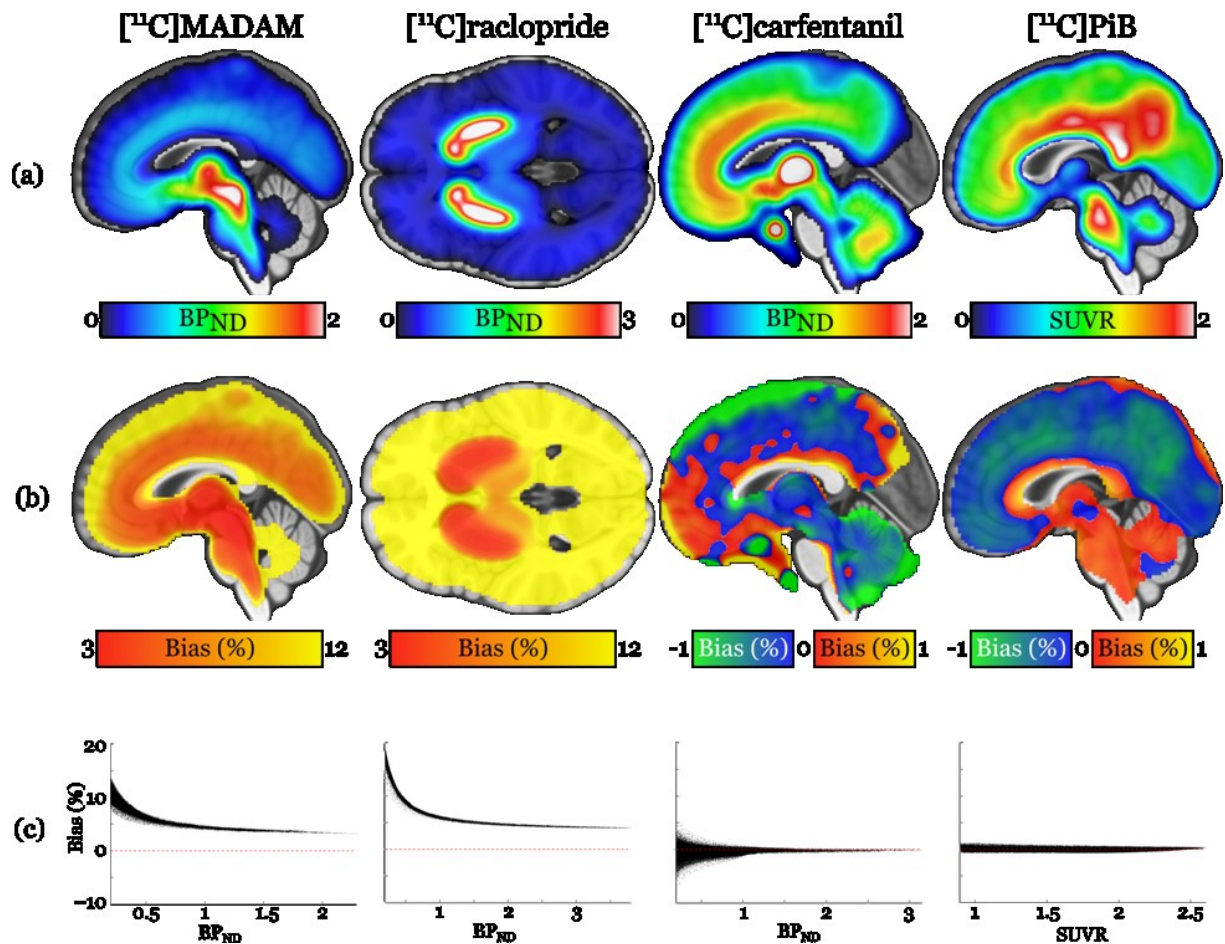 [¹¹C]MADAM [¹¹C]raclopride [¹¹C]carfentanil [¹¹C]PiB
(a)
0 BPND 2 0 BPND 3 0 BPND 2 0 SUVR 2
(b)
3 Bias (%) 12 3 Bias (%) 12 -1 Bias (%) 0 Bias (%) 1 -1 Bias (%) 0 Bias (%) 1
(c)
Bias (%)
20
10
0
-10
0.5 1 1.5 2 1 2 3 1 2 3 1 1.5 2 2.5
BPND BPND BPND SUVR